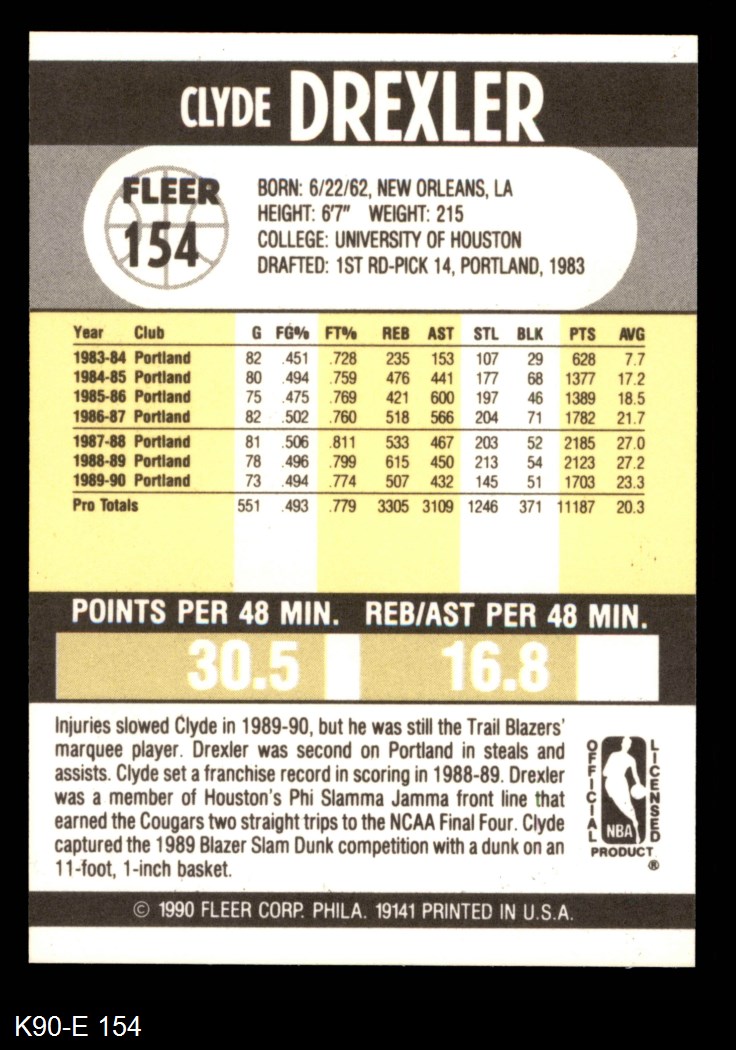 CLYDE DREXLER
FLEER
154
BORN: 6/22/62, NEW ORLEANS, LA
HEIGHT: 6'7" WEIGHT: 215
COLLEGE: UNIVERSITY OF HOUSTON
DRAFTED: 1ST RD-PICK 14, PORTLAND, 1983
Year Club G FG% FT% REB AST STL BLK PTS AVG
1983-84 Portland 82 .451 .728 235 153 107 29 628 7.7
1984-85 Portland 80 .494 .759 476 441 177 68 1377 17.2
1985-86 Portland 75 .475 .769 421 600 197 46 1389 18.5
1986-87 Portland 82 .502 .760 518 566 204 71 1782 21.7
1987-88 Portland 81 .506 .811 533 467 203 52 2185 27.0
1988-89 Portland 78 .496 .799 615 450 213 54 2123 27.2
1989-90 Portland 73 .494 .774 507 432 145 51 1703 23.3
Pro Totals 551 .493 .779 3305 3109 1246 371 11187 20.3
POINTS PER 48 MIN. REB/AST PER 48 MIN.
30.5 16.8
Injuries slowed Clyde in 1989-90, but he was still the Trail Blazers'
marquee player. Drexler was second on Portland in steals and
assists. Clyde set a franchise record in scoring in 1988-89. Drexler
was a member of Houston's Phi Slamma Jamma front line that
earned the Cougars two straight trips to the NCAA Final Four. Clyde
captured the 1989 Blazer Slam Dunk competition with a dunk on an
11-foot, 1-inch basket.
OFFICIAL
LICENSED
NBA
PRODUCT
®
© 1990 FLEER CORP. PHILA. 19141 PRINTED IN U.S.A.
K90-E 154